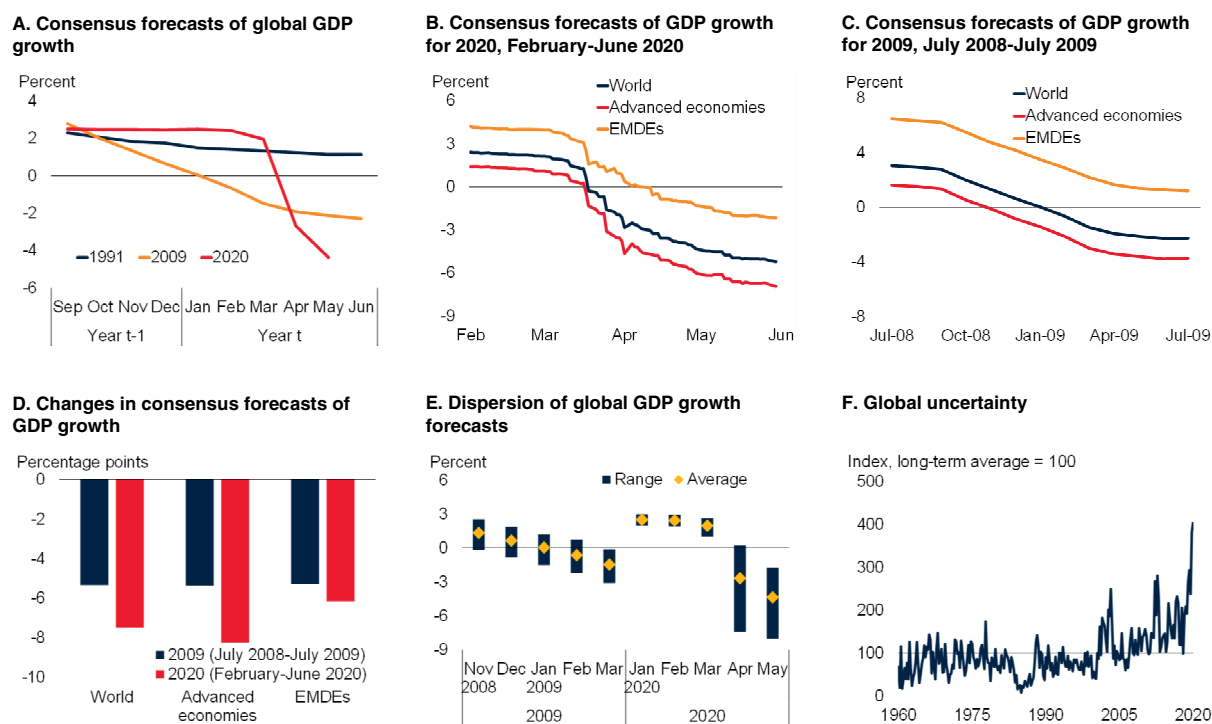 A. Consensus forecasts of global GDP
growth
Percent
4
2
0
-2
-4
-6
1991 2009 2020
Sep Oct Nov Dec Jan Feb Mar Apr May Jun
Year t-1 Year t
B. Consensus forecasts of GDP growth
for 2020, February-June 2020
Percent
World
Advanced economies
EMDEs
6
3
0
-3
-6
-9
Feb Mar Apr May Jun
C. Consensus forecasts of GDP growth
for 2009, July 2008-July 2009
Percent
World
Advanced economies
EMDEs
8
4
0
-4
-8
Jul-08 Oct-08 Jan-09 Apr-09 Jul-09
D. Changes in consensus forecasts of
GDP growth
Percentage points
0
-2
-4
-6
-8
-10
2009 (July 2008-July 2009)
2020 (February-June 2020)
World Advanced EMDEs
economies
E. Dispersion of global GDP growth
forecasts
Percent
Range Average
6
3
0
-3
-6
-9
Nov Dec Jan Feb Mar Jan Feb Mar Apr May
2008 2009 2020
2009 2020
F. Global uncertainty
Index, long-term average = 100
500
400
300
200
100
0
1960 1975 1990 2005 2020